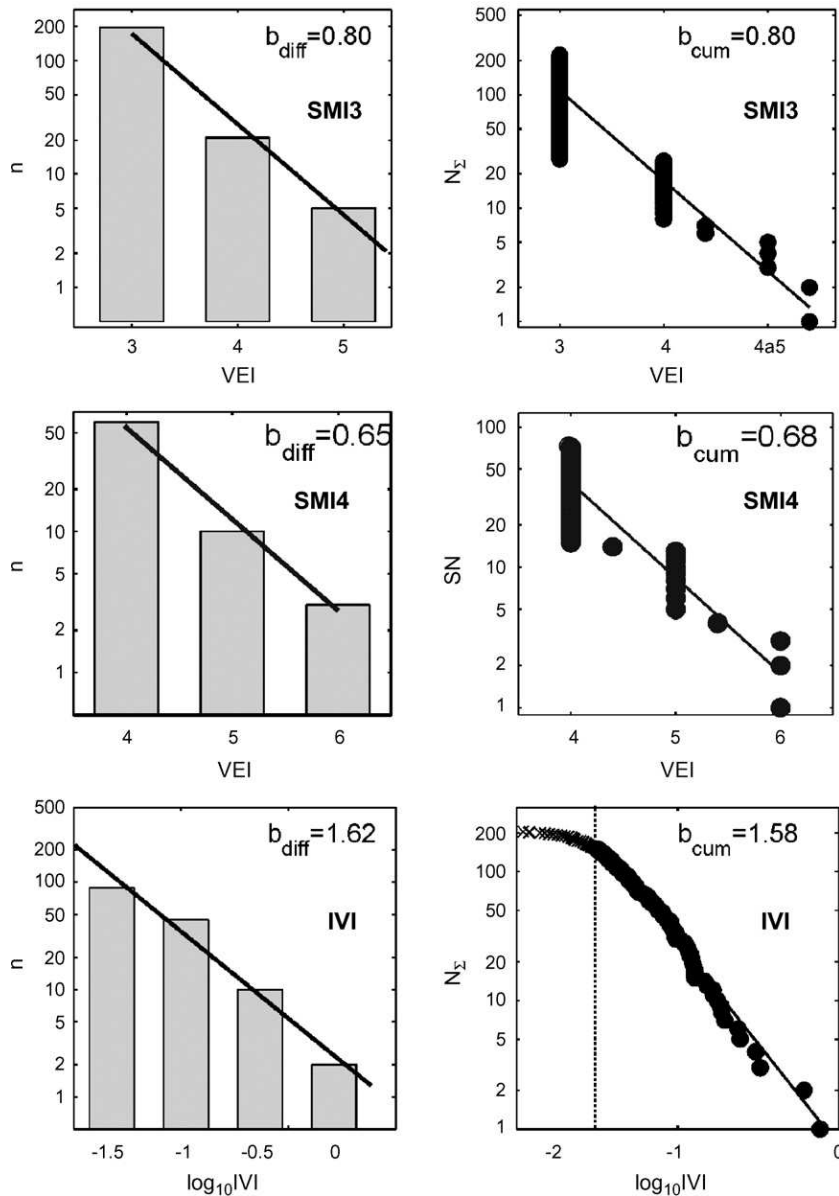 b_diff=0.80
SMI3
n
200
100
50
20
10
5
2
1
3 4 5
VEI
b_cum=0.80
SMI3
N_Σ
500
200
100
50
20
10
5
2
1
3 4 4a5
VEI
b_diff=0.65
SMI4
n
50
20
10
5
2
1
4 5 6
VEI
b_cum=0.68
SMI4
SN
100
50
20
10
5
2
1
4 5 6
VEI
b_diff=1.62
IVI
n
500
200
100
50
20
10
5
2
1
-1.5 -1 -0.5 0
log10IVI
b_cum=1.58
IVI
N_Σ
500
200
100
50
20
10
5
2
1
-2 -1 0
log10IVI